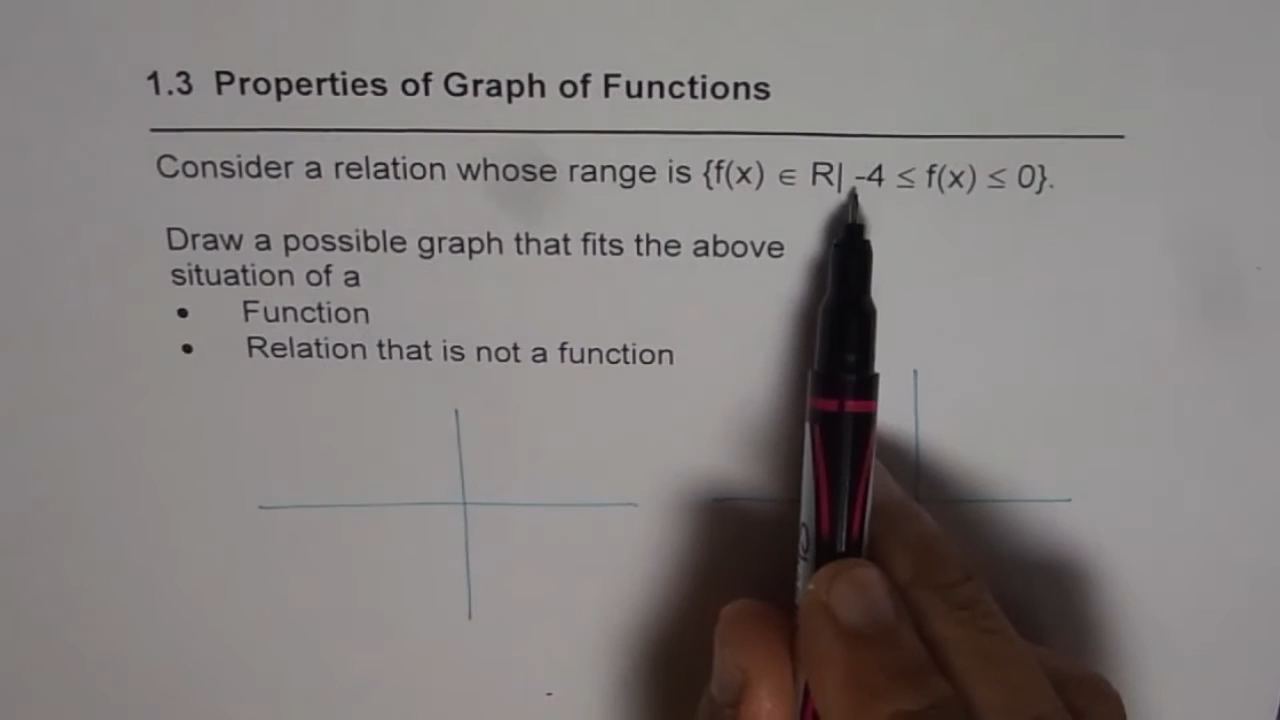 1.3 Properties of Graph of Functions
Consider a relation whose range is {f(x) ∈ R| -4 ≤ f(x) ≤ 0}.
Draw a possible graph that fits the above
situation of a
• Function
• Relation that is not a function